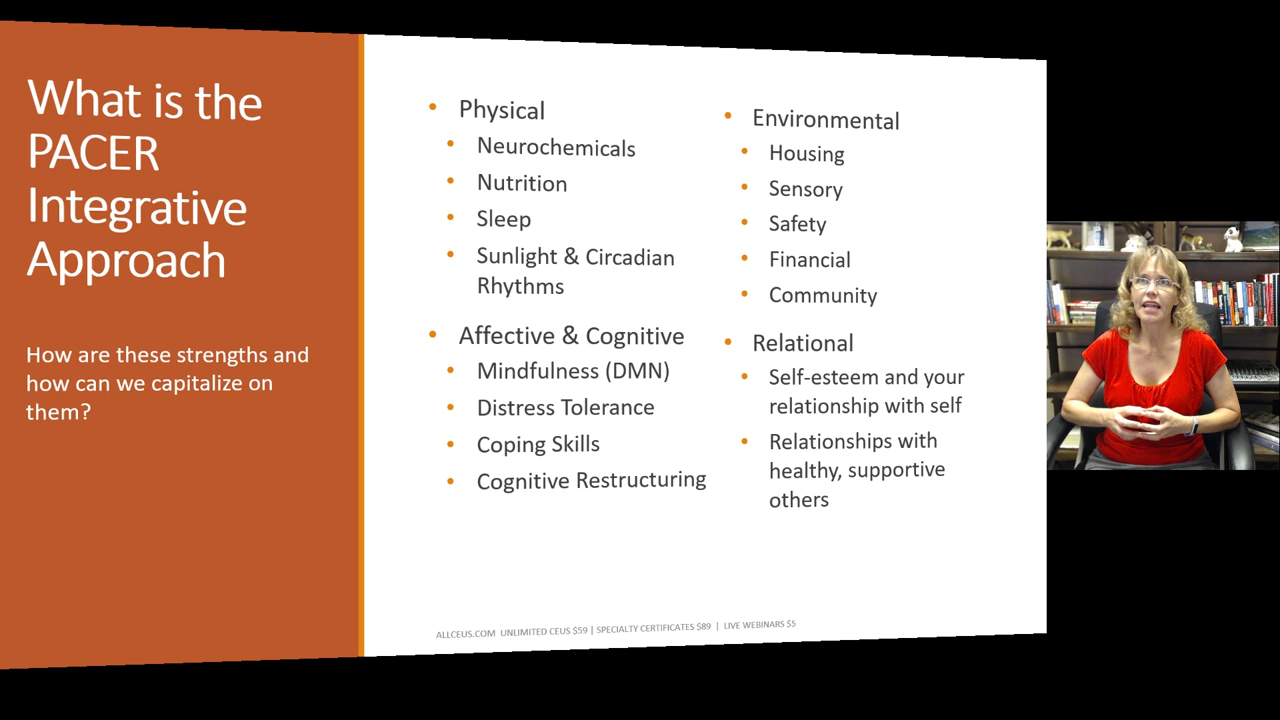 What is the
PACER
Integrative
Approach
How are these strengths and
how can we capitalize on
them?
• Physical
• Neurochemicals
• Nutrition
• Sleep
• Sunlight & Circadian
Rhythms
• Affective & Cognitive
• Mindfulness (DMN)
• Distress Tolerance
• Coping Skills
• Cognitive Restructuring
• Environmental
• Housing
• Sensory
• Safety
• Financial
• Community
• Relational
• Self-esteem and your
relationship with self
• Relationships with
healthy, supportive
others
ALLCEUS.COM UNLIMITED CEUS $59 | SPECIALTY CERTIFICATES $89 | LIVE WEBINARS $5